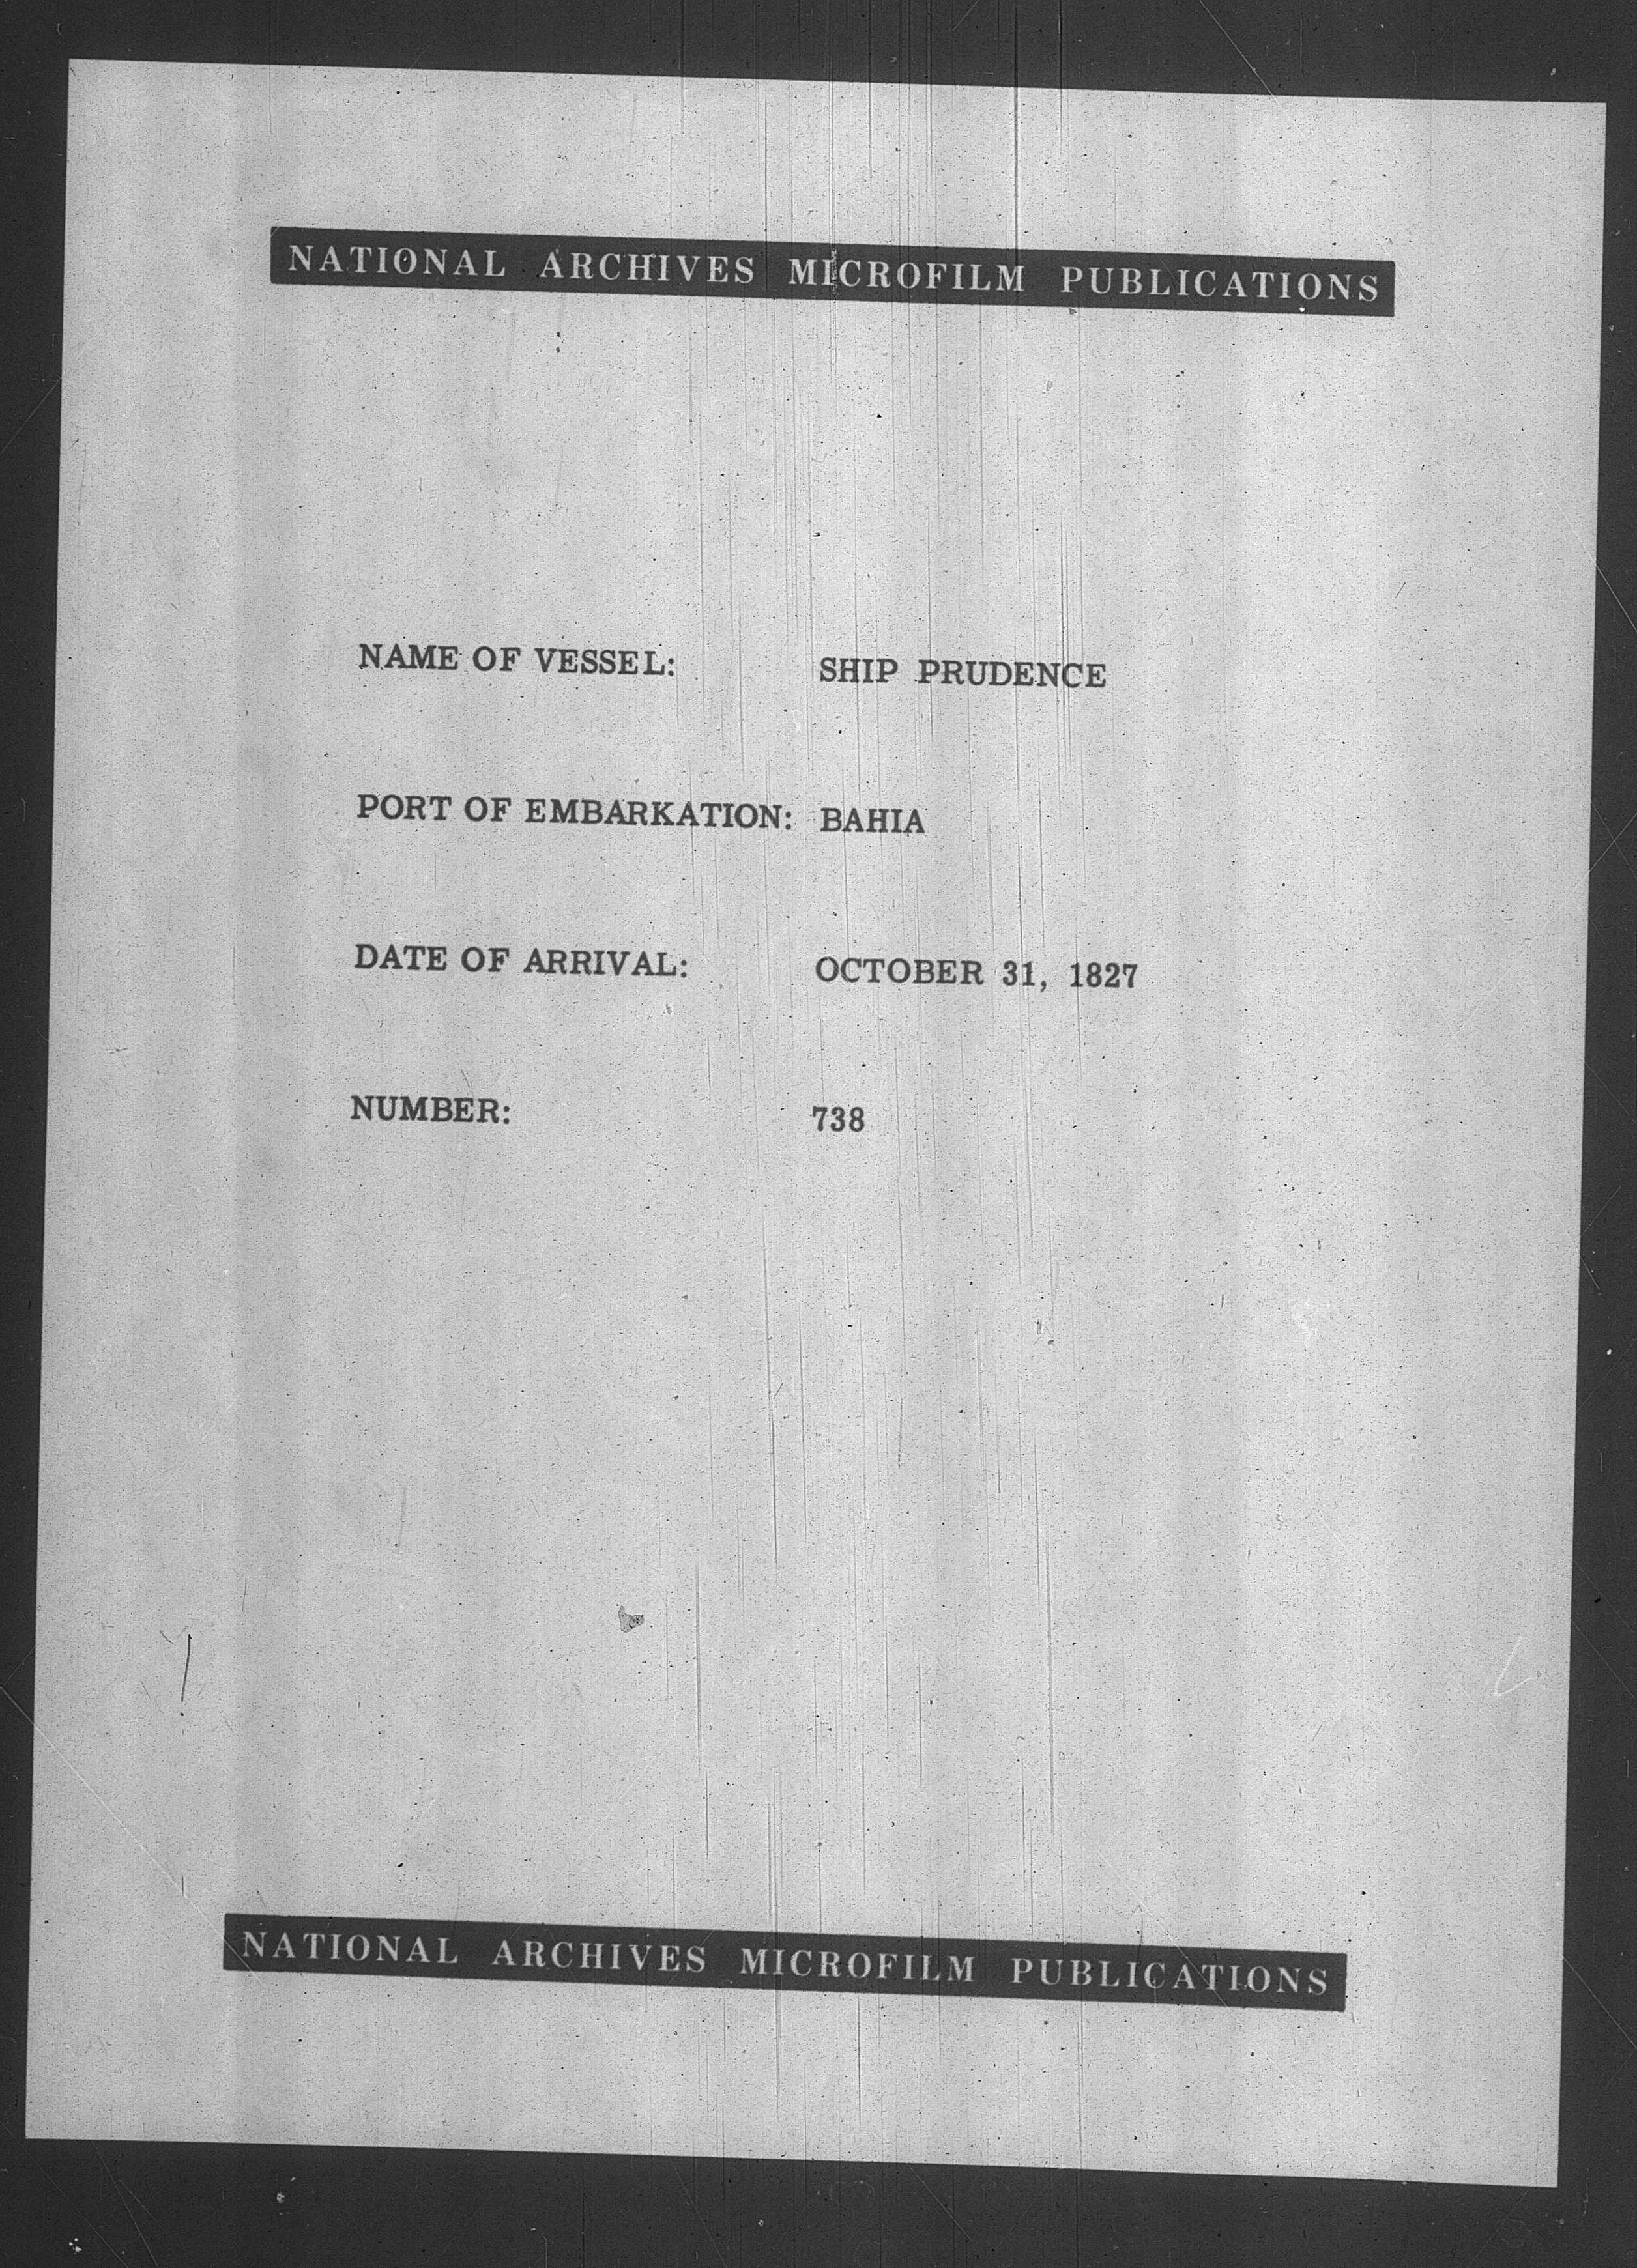 NATIONAL ARCHIVES MICROFILM PUBLICATIONS
NAME OF VESSEL: SHIP PRUDENCE
PORT OF EMBARKATION: BAHIA
DATE OF ARRIVAL: OCTOBER 31, 1827
NUMBER: 738
NATIONAL ARCHIVES MICROFILM PUBLICATIONS